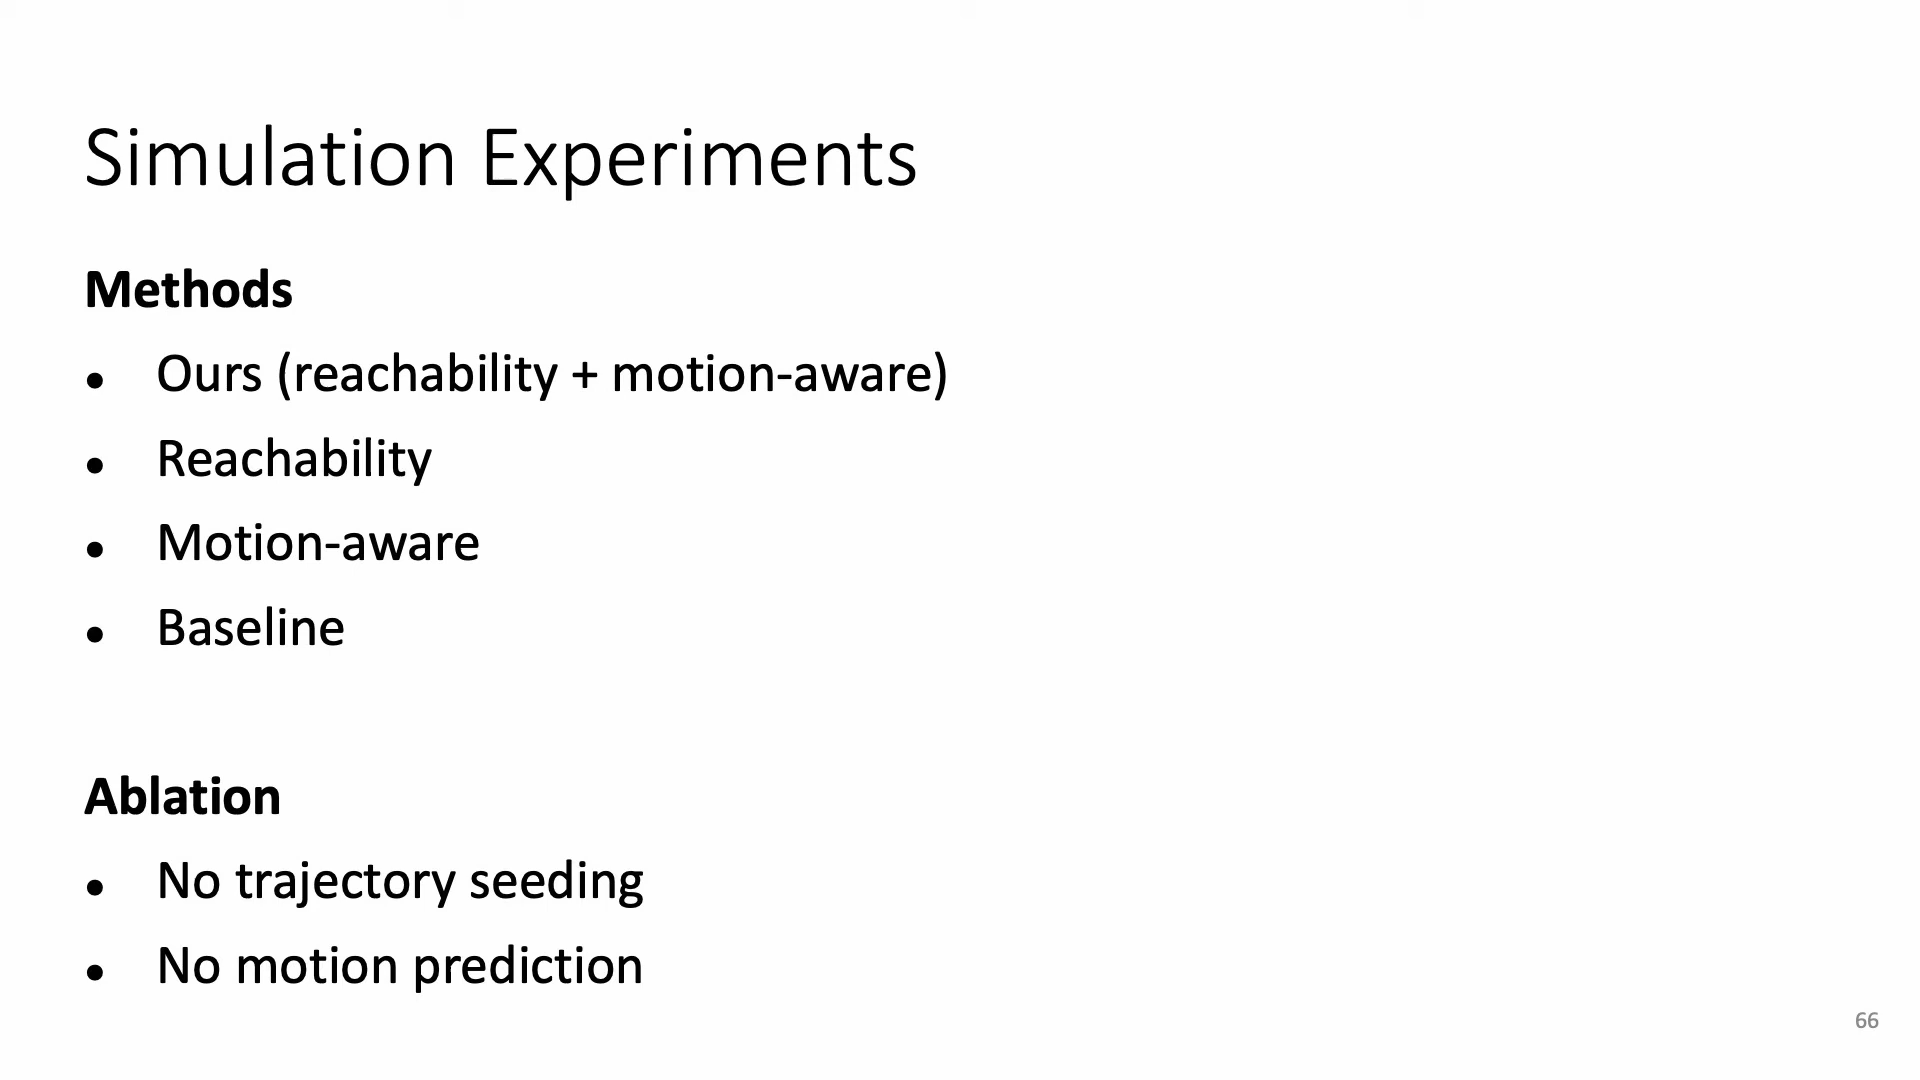 Simulation Experiments
Methods
• Ours (reachability + motion-aware)
• Reachability
• Motion-aware
• Baseline
Ablation
• No trajectory seeding
• No motion prediction
66